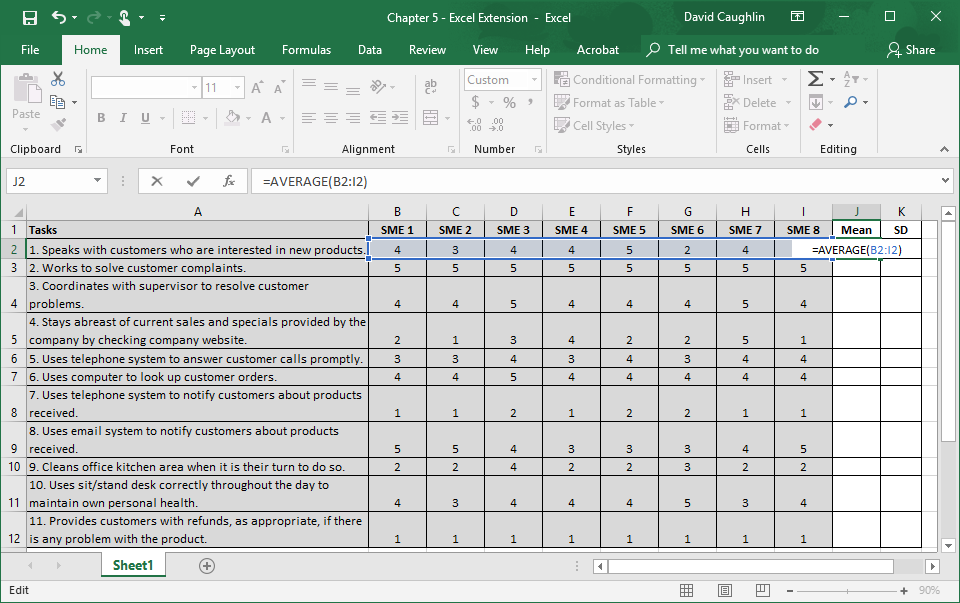 Chapter 5 - Excel Extension - Excel
David Caughlin
File Home Insert Page Layout Formulas Data Review View Help Acrobat Tell me what you want to do Share
Paste
Clipboard
11
B I U
A
Font
ab
Alignment
Custom
$ % ,
Number
Conditional Formatting
Format as Table
Cell Styles
Styles
Insert
Delete
Format
Cells
Editing
J2 fx =AVERAGE(B2:I2)
A B C D E F G H I J K
1 Tasks SME 1 SME 2 SME 3 SME 4 SME 5 SME 6 SME 7 SME 8 Mean SD
2 1. Speaks with customers who are interested in new products. 4 3 4 4 5 2 4 =AVERAGE(B2:I2)
3 2. Works to solve customer complaints. 5 5 5 5 5 5 5 5
3. Coordinates with supervisor to resolve customer
4 problems. 4 4 5 4 4 4 5 4
4. Stays abreast of current sales and specials provided by the
5 company by checking company website. 2 1 3 4 2 2 5 1
6 5. Uses telephone system to answer customer calls promptly. 3 3 4 3 4 3 4 4
7 6. Uses computer to look up customer orders. 4 4 5 4 4 4 4 4
7. Uses telephone system to notify customers about products
8 received. 1 1 2 1 2 2 1 1
8. Uses email system to notify customers about products
9 received. 5 5 4 3 3 3 4 5
10 9. Cleans office kitchen area when it is their turn to do so. 2 2 4 2 2 3 2 2
10. Uses sit/stand desk correctly throughout the day to
11 maintain own personal health. 4 3 4 4 4 5 3 4
11. Provides customers with refunds, as appropriate, if there
12 is any problem with the product. 1 1 1 1 1 1 1 1
Sheet1
Edit
90%